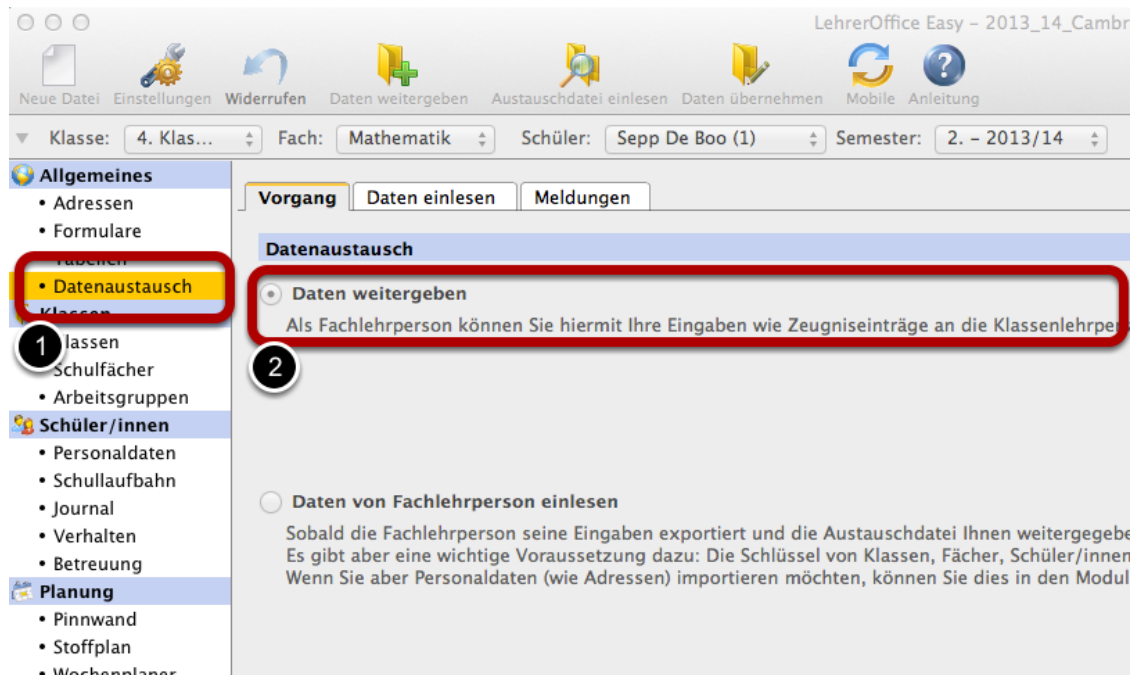 LehrerOffice Easy – 2013_14_Cambr
Neue Datei Einstellungen Widerrufen Daten weitergeben Austauschdatei einlesen Daten übernehmen Mobile Anleitung
Klasse: 4. Klas... Fach: Mathematik Schüler: Sepp De Boo (1) Semester: 2. – 2013/14
Allgemeines
• Adressen
• Formulare
Tabellen
• Datenaustausch
Klassen
1
lassen
Schulfächer
• Arbeitsgruppen
Schüler/innen
• Personaldaten
• Schullaufbahn
• Journal
• Verhalten
• Betreuung
Planung
• Pinnwand
• Stoffplan
• Wochenplaner
Vorgang Daten einlesen Meldungen
Datenaustausch
Daten weitergeben
Als Fachlehrperson können Sie hiermit Ihre Eingaben wie Zeugniseinträge an die Klassenlehrper
2
Daten von Fachlehrperson einlesen
Sobald die Fachlehrperson seine Eingaben exportiert und die Austauschdatei Ihnen weitergegebe
Es gibt aber eine wichtige Voraussetzung dazu: Die Schlüssel von Klassen, Fächer, Schüler/innen
Wenn Sie aber Personaldaten (wie Adressen) importieren möchten, können Sie dies in den Modul